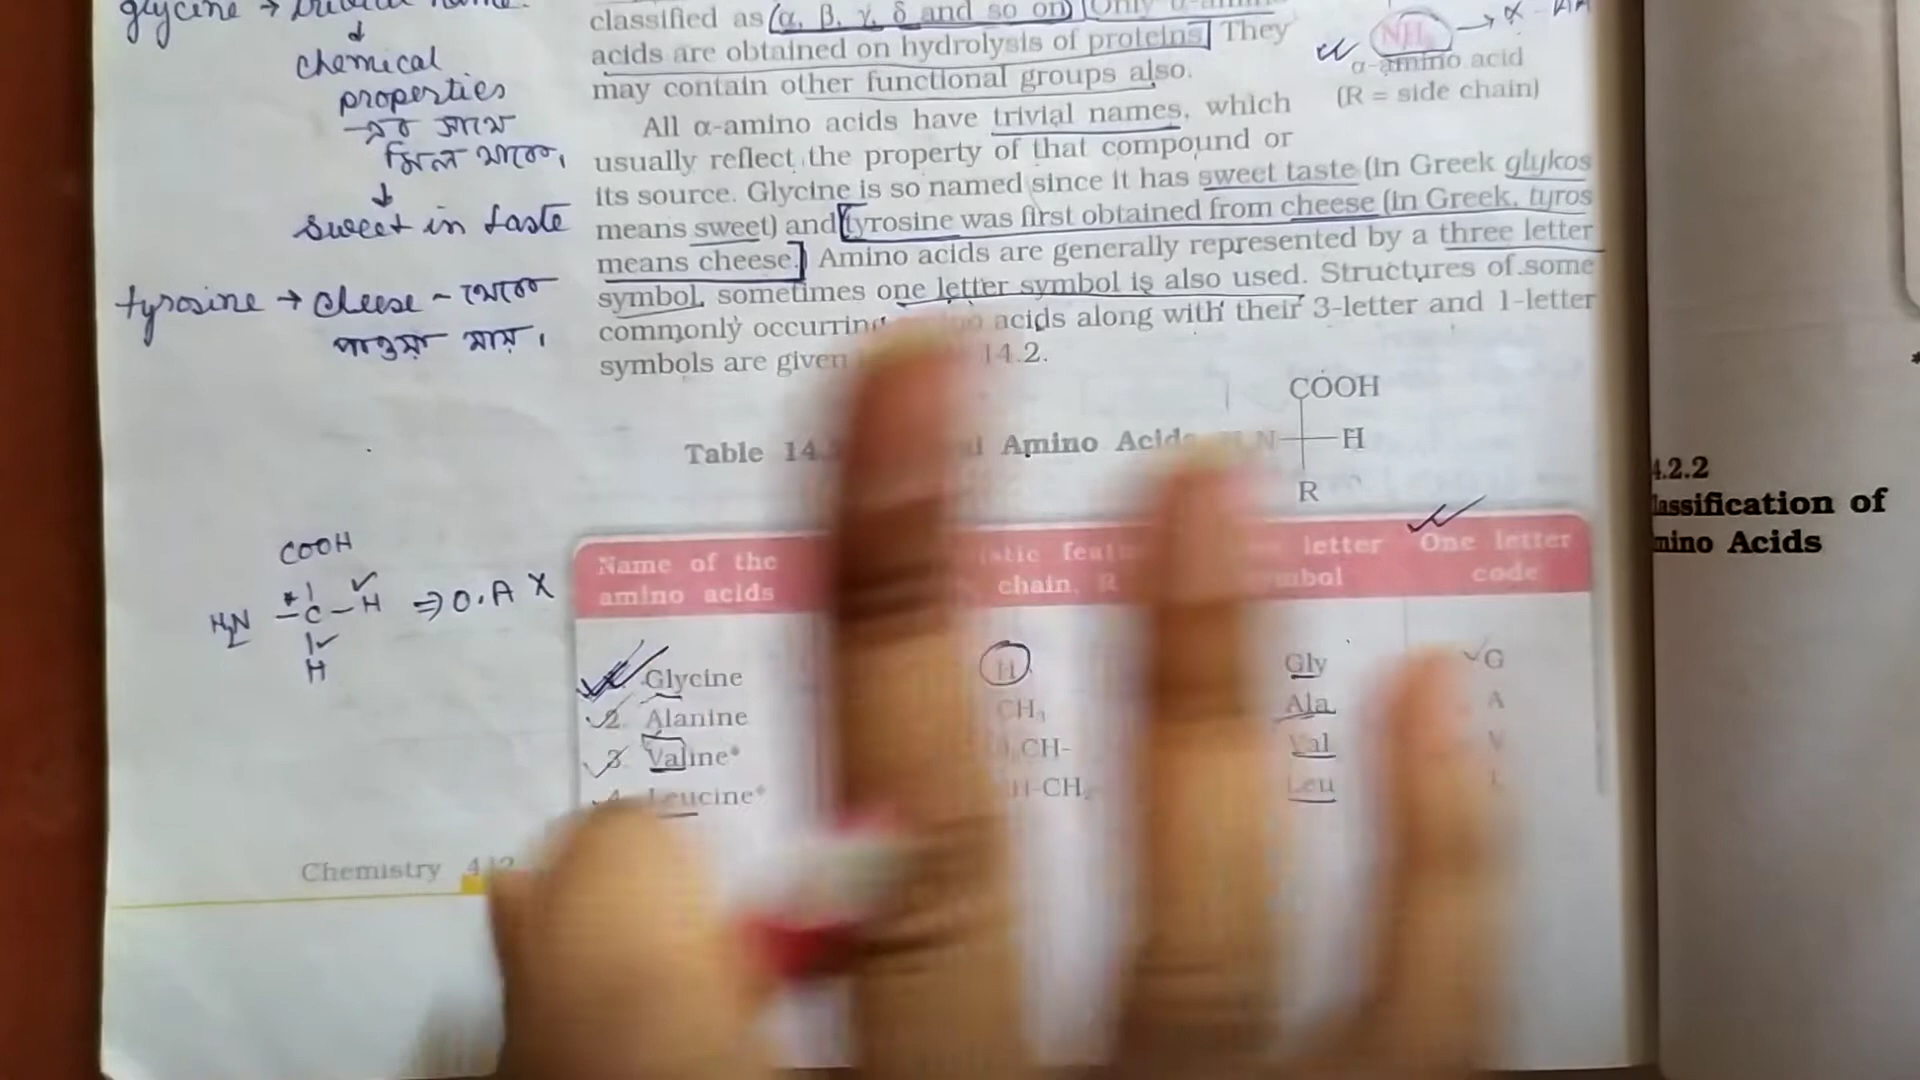 glycine →
chemical
properties
-এর সাথে
মিল থাকে,
sweet in taste
tyrosine → cheese - থেকে
পাওয়া যায়।
classified as (α, β, γ, δ and so on) Only
acids are obtained on hydrolysis of proteins. They
may contain other functional groups also.
NH
α-amino acid
(R = side chain)
All α-amino acids have trivial names, which
usually reflect the property of that compound or
its source. Glycine is so named since it has sweet taste (in Greek glykos
means sweet) and tyrosine was first obtained from cheese (in Greek, tyros
means cheese.) Amino acids are generally represented by a three letter
symbol, sometimes one letter symbol is also used. Structures of some
commonly occurring acids along with their 3-letter and 1-letter
symbols are given 14.2.
COOH
Table 14. Amino Acids N H
R
COOH
H₂N - C - H ⇒ O.A X
H
Name of the amino acids chain, R letter One letter code
Glycine H Gly G
2. Alanine CH₃ Ala A
3. Valine* CH- Val V
Leucine* H-CH₂ Leu L
Chemistry
4.2.2
Classification of
Amino Acids